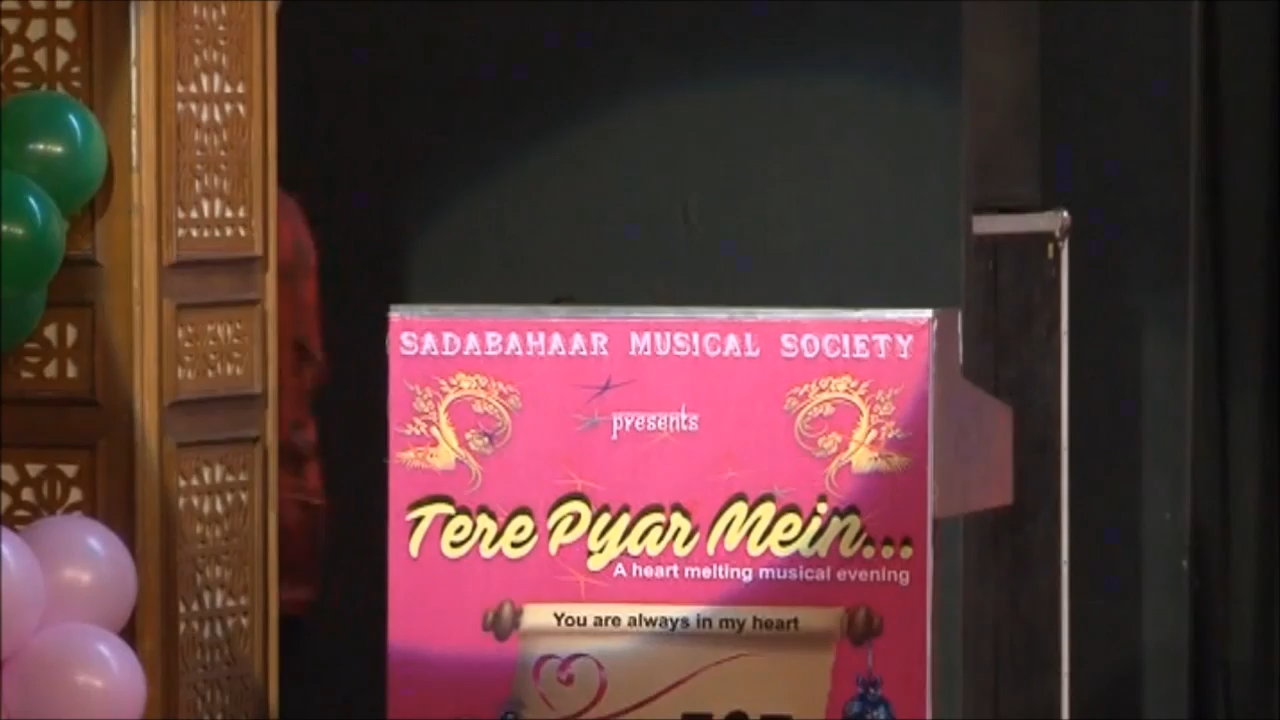 SADABAHAAR MUSICAL SOCIETY
presents
Tere Pyar Mein...
A heart melting musical evening
You are always in my heart